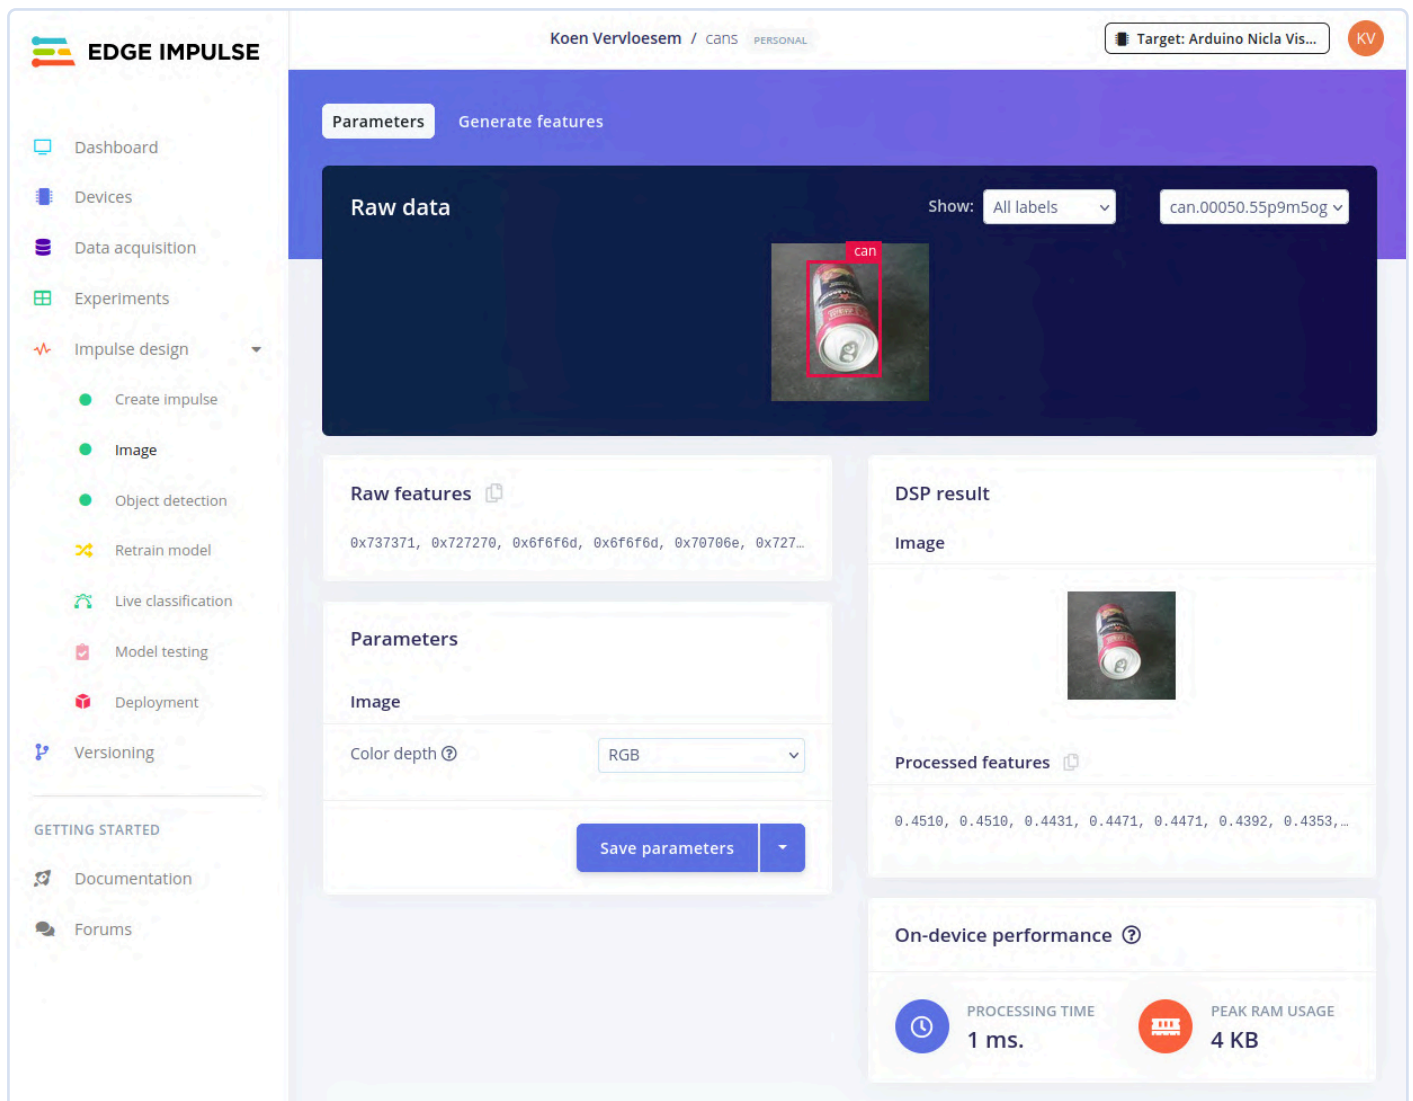 EDGE IMPULSE
Koen Vervloesem / cans PERSONAL
Target: Arduino Nicla Vis...
KV
Dashboard
Devices
Data acquisition
Experiments
Impulse design
Create impulse
Image
Object detection
Retrain model
Live classification
Model testing
Deployment
Versioning
GETTING STARTED
Documentation
Forums
Parameters
Generate features
Raw data
Show: All labels
can.00050.55p9m5og
can
Raw features
0x737371, 0x727270, 0x6f6f6d, 0x6f6f6d, 0x70706e, 0x727…
Parameters
Image
Color depth
RGB
Save parameters
DSP result
Image
Processed features
0.4510, 0.4510, 0.4431, 0.4471, 0.4471, 0.4392, 0.4353,…
On-device performance
PROCESSING TIME
1 ms.
PEAK RAM USAGE
4 KB